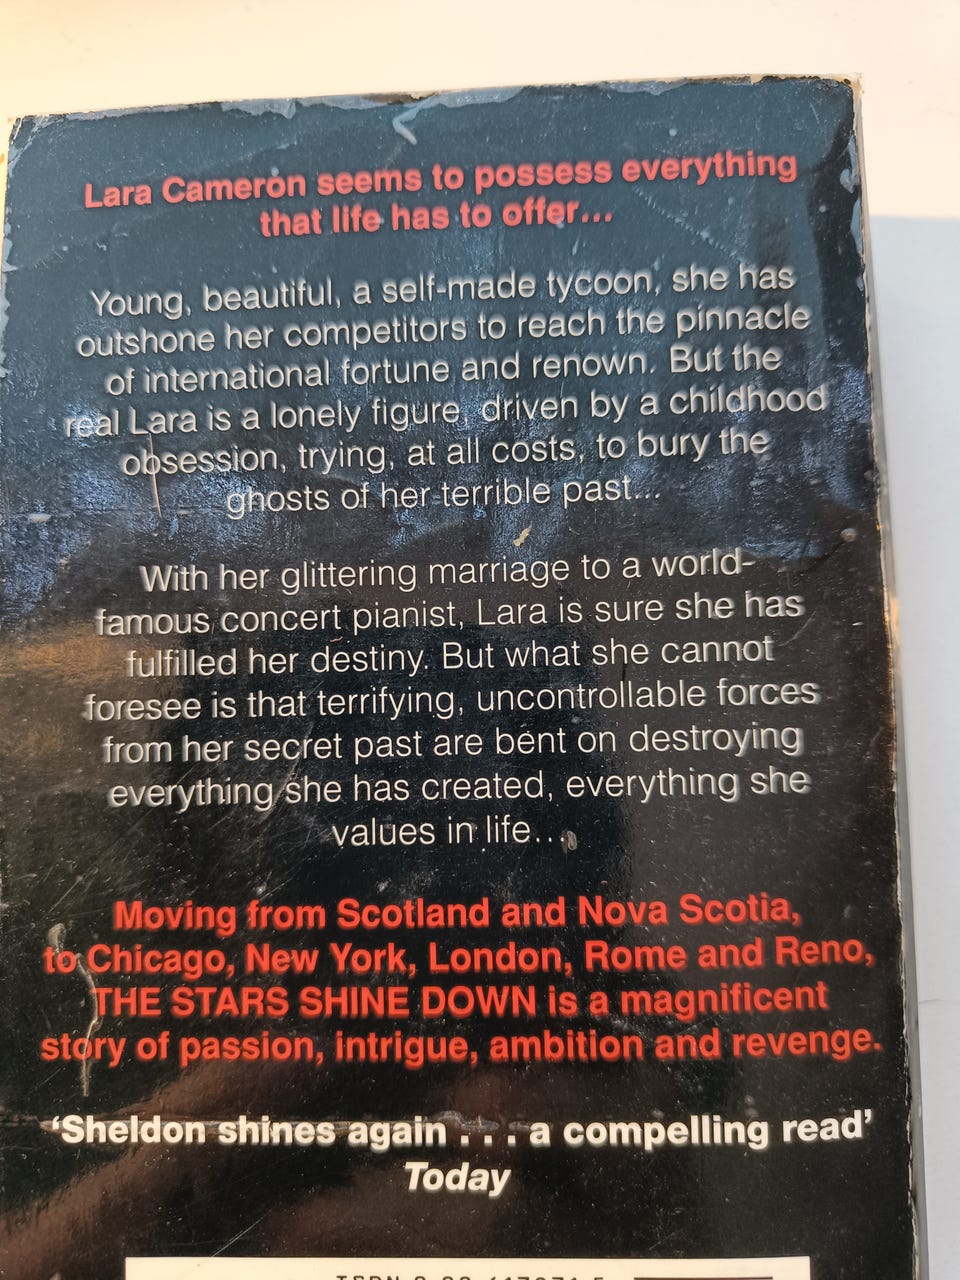 Lara Cameron seems to possess everything
that life has to offer...
Young, beautiful, a self-made tycoon, she has
outshone her competitors to reach the pinnacle
of international fortune and renown. But the
real Lara is a lonely figure, driven by a childhood
obsession, trying, at all costs, to bury the
ghosts of her terrible past...
With her glittering marriage to a world-
famous concert pianist, Lara is sure she has
fulfilled her destiny. But what she cannot
foresee is that terrifying, uncontrollable forces
from her secret past are bent on destroying
everything she has created, everything she
values in life...
Moving from Scotland and Nova Scotia,
to Chicago, New York, London, Rome and Reno,
THE STARS SHINE DOWN is a magnificent
story of passion, intrigue, ambition and revenge.
‘Sheldon shines again . . . a compelling read’
Today
ISBN